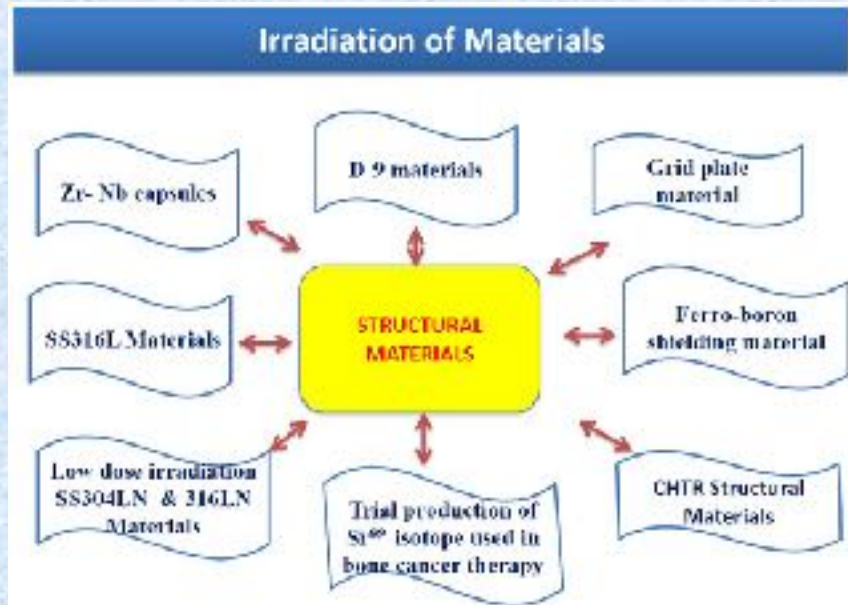 Irradiation of Materials
D 9 materials
Zr- Nb capsules
Grid plate
material
STRUCTURAL
MATERIALS
SS316L Materials
Ferro-boron
shielding material
Low dose irradiation
SS304LN & 316LN
Materials
Trial production of
isotope used in
bone cancer therapy
CHTR Structural
Materials